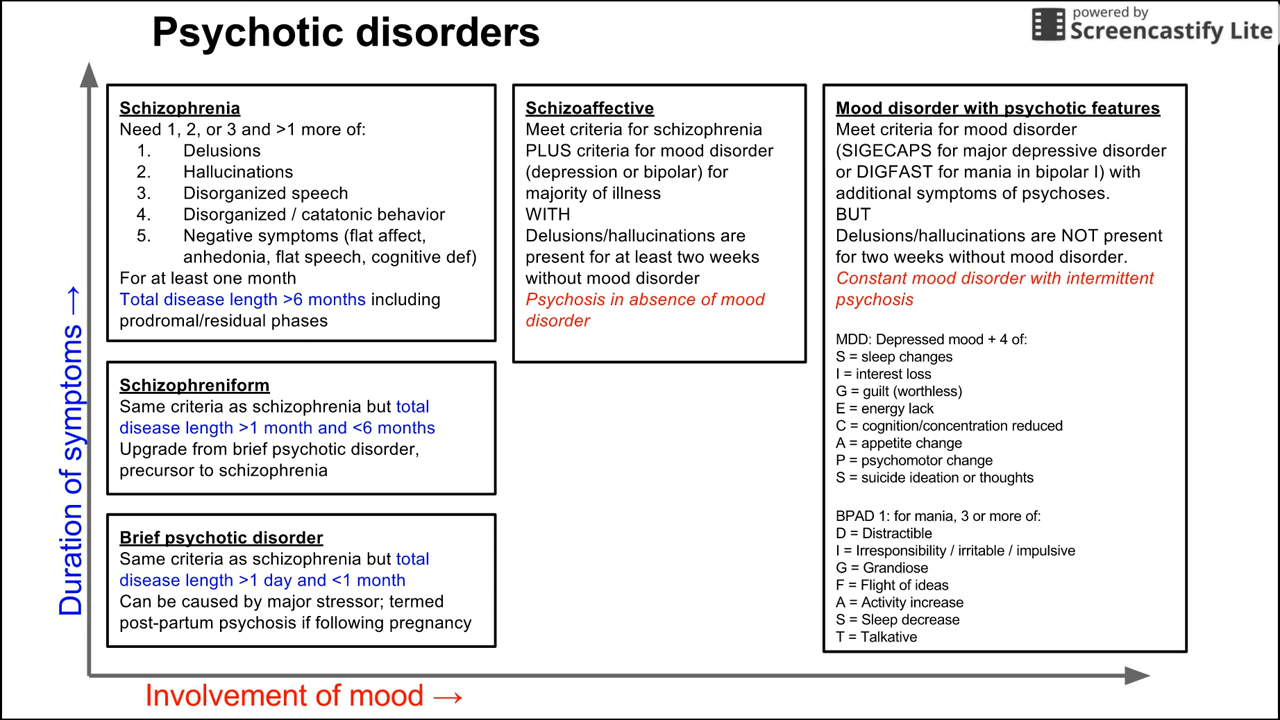 Psychotic disorders
powered by
Screencastify Lite
Schizophrenia
Need 1, 2, or 3 and >1 more of:
1. Delusions
2. Hallucinations
3. Disorganized speech
4. Disorganized / catatonic behavior
5. Negative symptoms (flat affect,
anhedonia, flat speech, cognitive def)
For at least one month
Total disease length >6 months including
prodromal/residual phases
Schizophreniform
Same criteria as schizophrenia but total
disease length >1 month and <6 months
Upgrade from brief psychotic disorder,
precursor to schizophrenia
Brief psychotic disorder
Same criteria as schizophrenia but total
disease length >1 day and <1 month
Can be caused by major stressor; termed
post-partum psychosis if following pregnancy
Schizoaffective
Meet criteria for schizophrenia
PLUS criteria for mood disorder
(depression or bipolar) for
majority of illness
WITH
Delusions/hallucinations are
present for at least two weeks
without mood disorder
Psychosis in absence of mood
disorder
Mood disorder with psychotic features
Meet criteria for mood disorder
(SIGECAPS for major depressive disorder
or DIGFAST for mania in bipolar I) with
additional symptoms of psychoses.
BUT
Delusions/hallucinations are NOT present
for two weeks without mood disorder.
Constant mood disorder with intermittent
psychosis
MDD: Depressed mood + 4 of:
S = sleep changes
I = interest loss
G = guilt (worthless)
E = energy lack
C = cognition/concentration reduced
A = appetite change
P = psychomotor change
S = suicide ideation or thoughts
BPAD 1: for mania, 3 or more of:
D = Distractible
I = Irresponsibility / irritable / impulsive
G = Grandiose
F = Flight of ideas
A = Activity increase
S = Sleep decrease
T = Talkative
Duration of symptoms →
Involvement of mood →